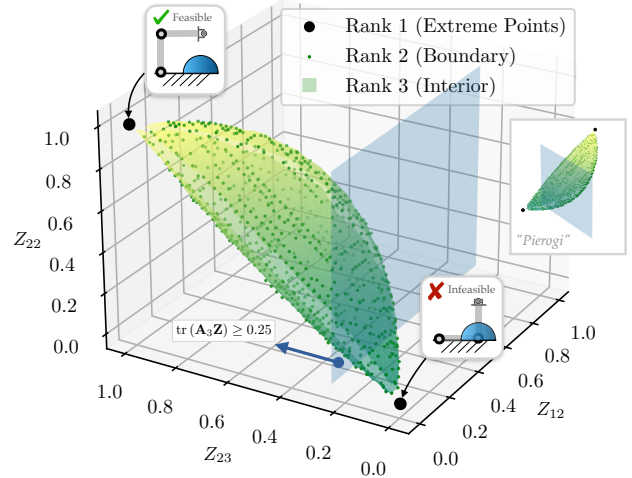 Feasible
Rank 1 (Extreme Points)
Rank 2 (Boundary)
Rank 3 (Interior)
"Pierogi"
Infeasible
tr (A₃Z) ≥ 0.25
Z₂₂
1.0
0.8
0.6
0.4
0.2
0.0
1.0
0.8
0.6
0.4
0.2
0.0
Z₂₃
0.0
0.2
0.4
0.6
0.8
1.0
Z₁₂